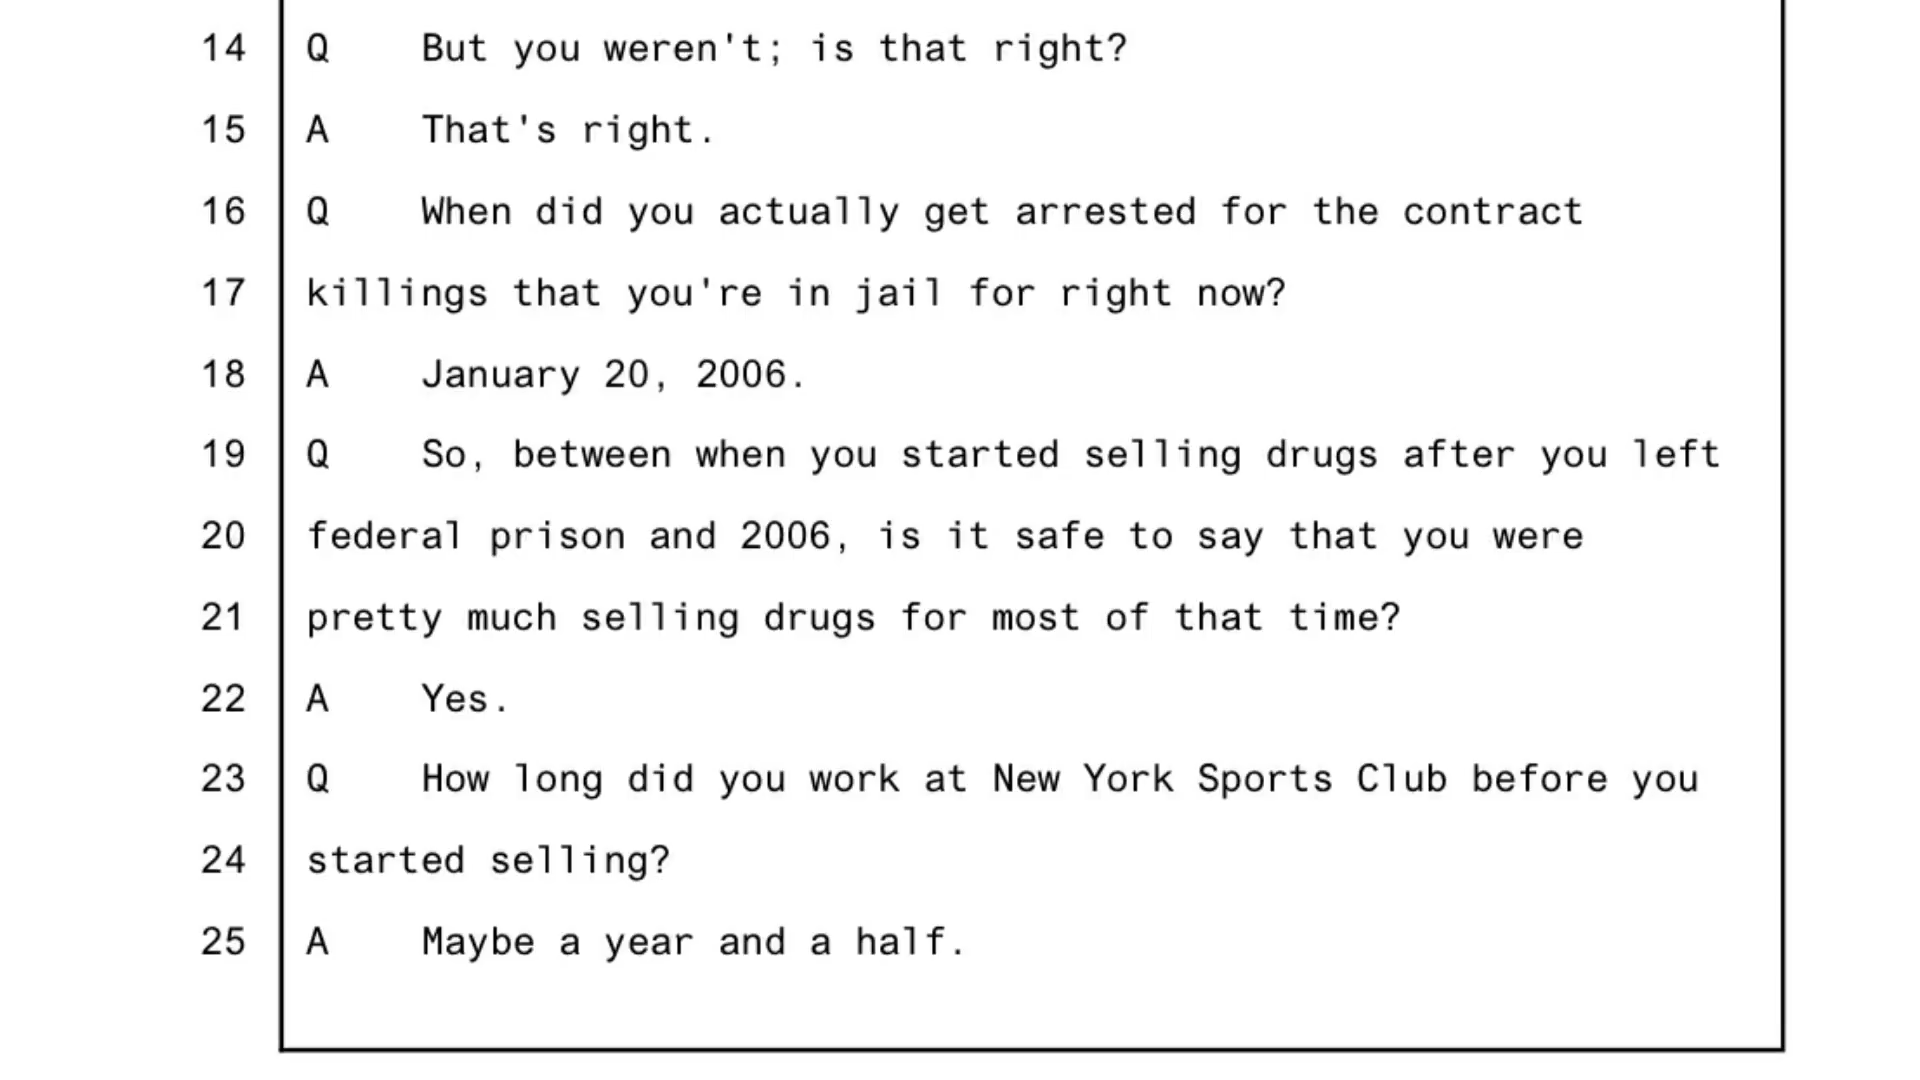 14 Q But you weren't; is that right?
15 A That's right.
16 Q When did you actually get arrested for the contract
17 killings that you're in jail for right now?
18 A January 20, 2006.
19 Q So, between when you started selling drugs after you left
20 federal prison and 2006, is it safe to say that you were
21 pretty much selling drugs for most of that time?
22 A Yes.
23 Q How long did you work at New York Sports Club before you
24 started selling?
25 A Maybe a year and a half.